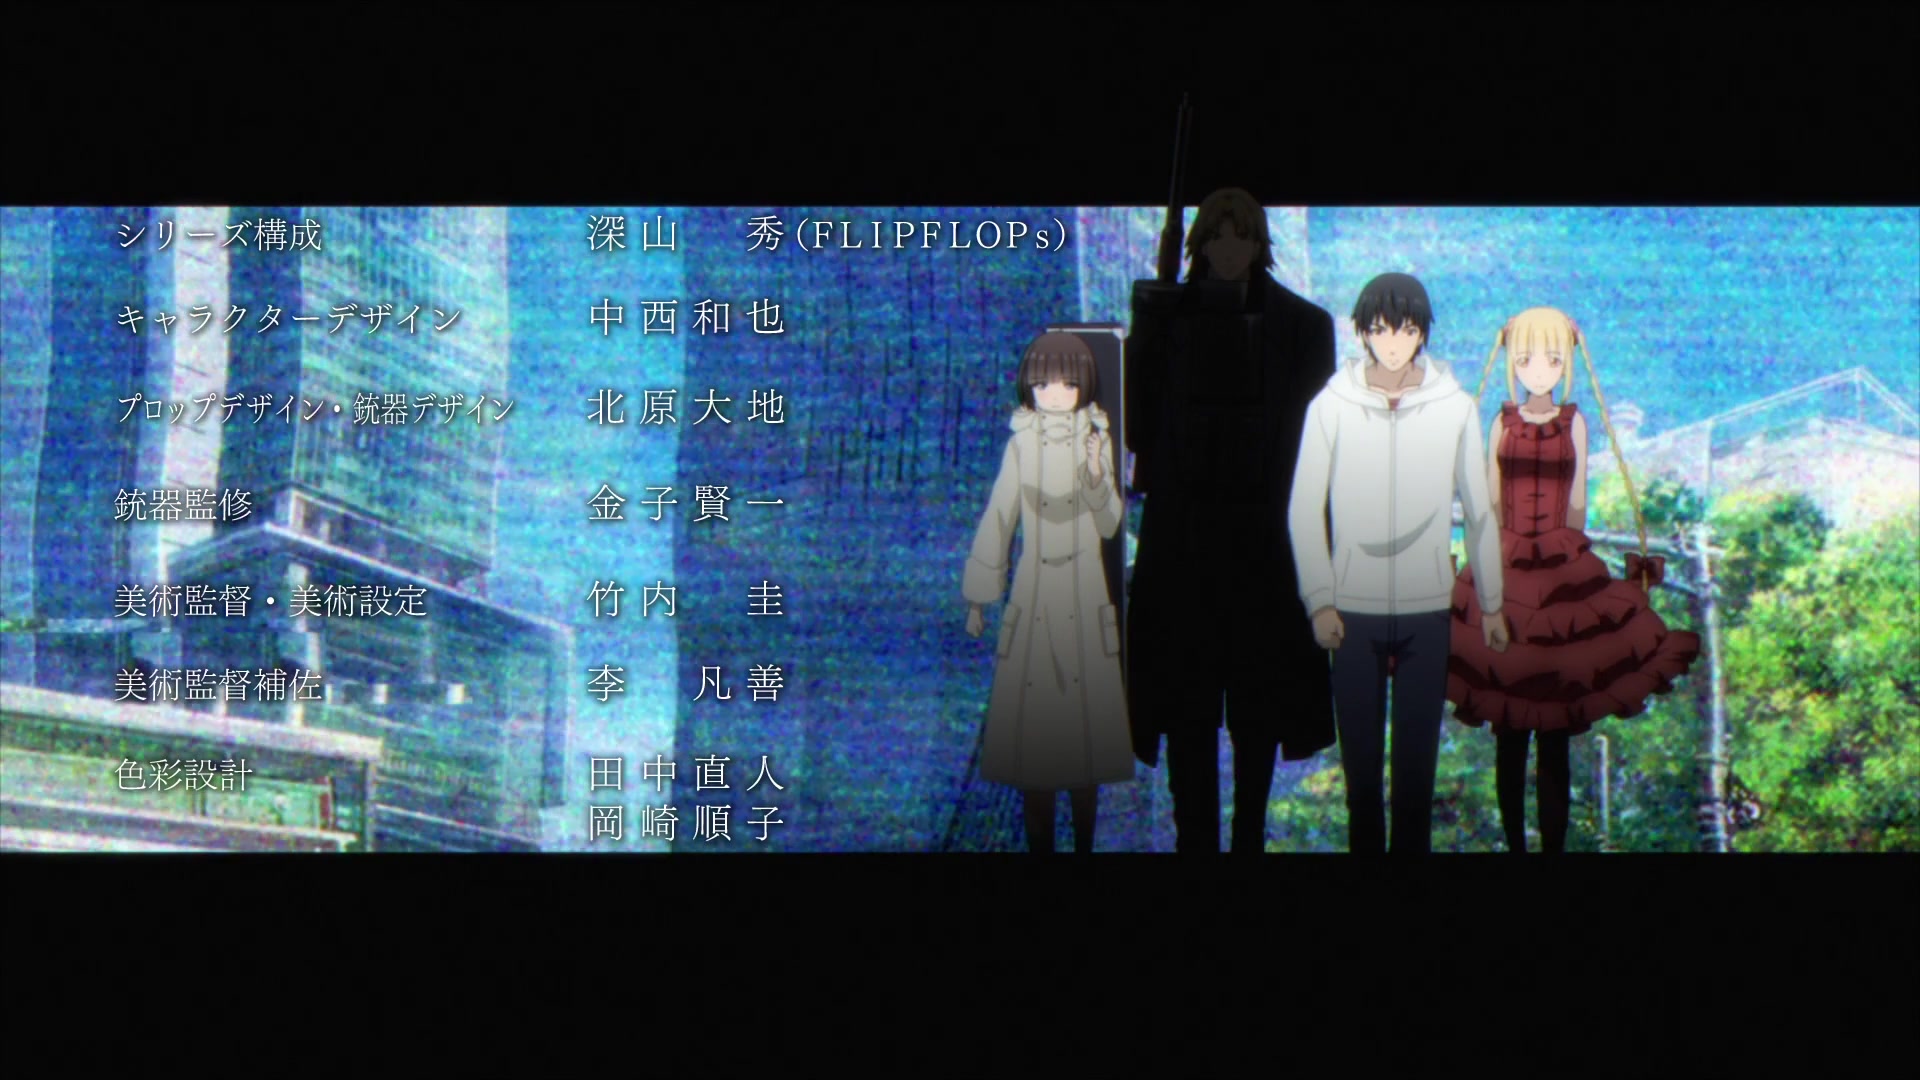 シリーズ構成 深山 秀(FLIPFLOPs)
キャラクターデザイン 中西和也
プロップデザイン・銃器デザイン 北原大地
銃器監修 金子賢一
美術監督・美術設定 竹内 圭
美術監督補佐 李 凡善
色彩設計 田中直人
岡崎順子